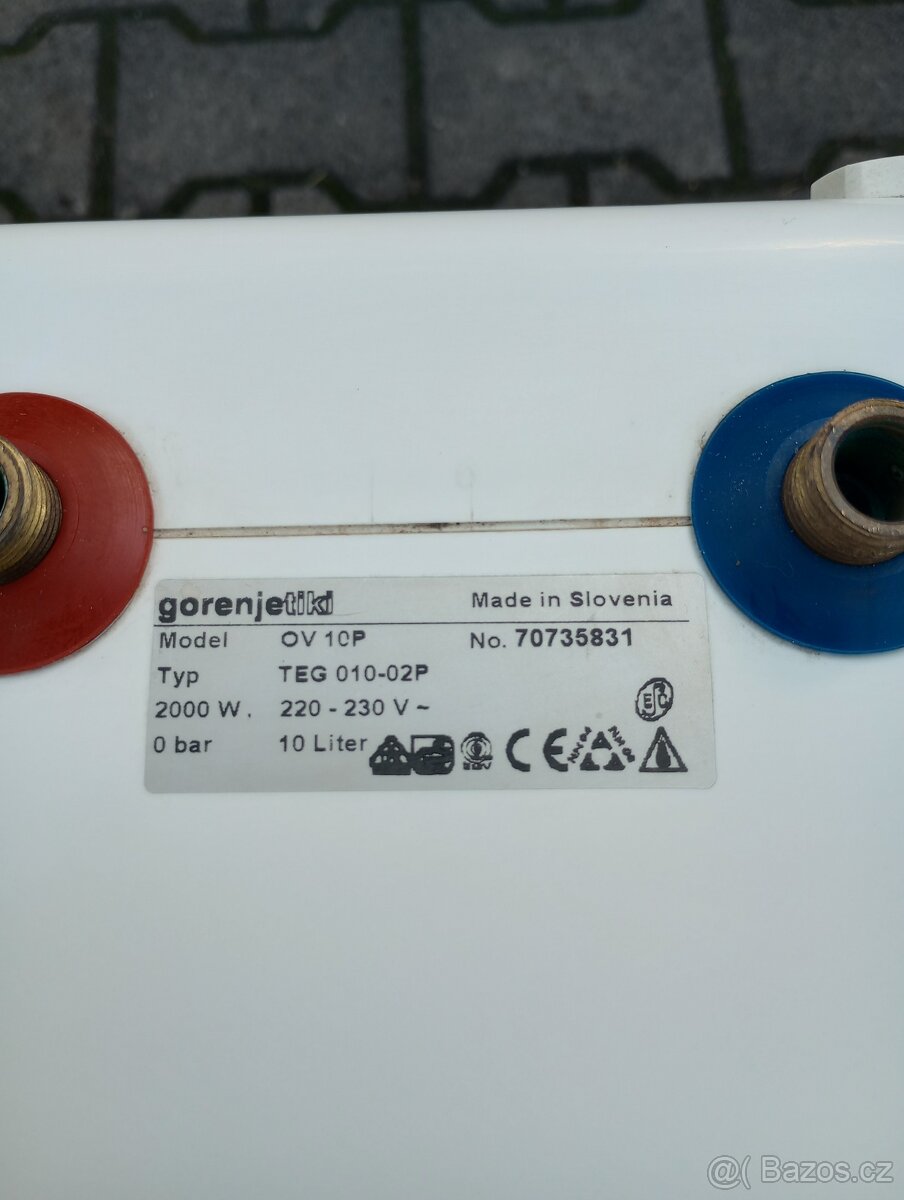 gorenjetiki Made in Slovenia
Model OV 10P No. 70735831
Typ TEG 010-02P
2000 W. 220 - 230 V ~
EJC
0 bar 10 Liter CE
@( Bazos.cz